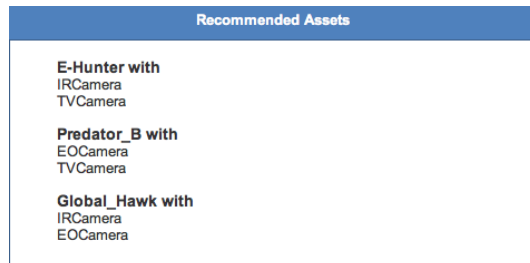 Recommended Assets
E-Hunter with
IRCamera
TVCamera
Predator_B with
EOCamera
TVCamera
Global_Hawk with
IRCamera
EOCamera